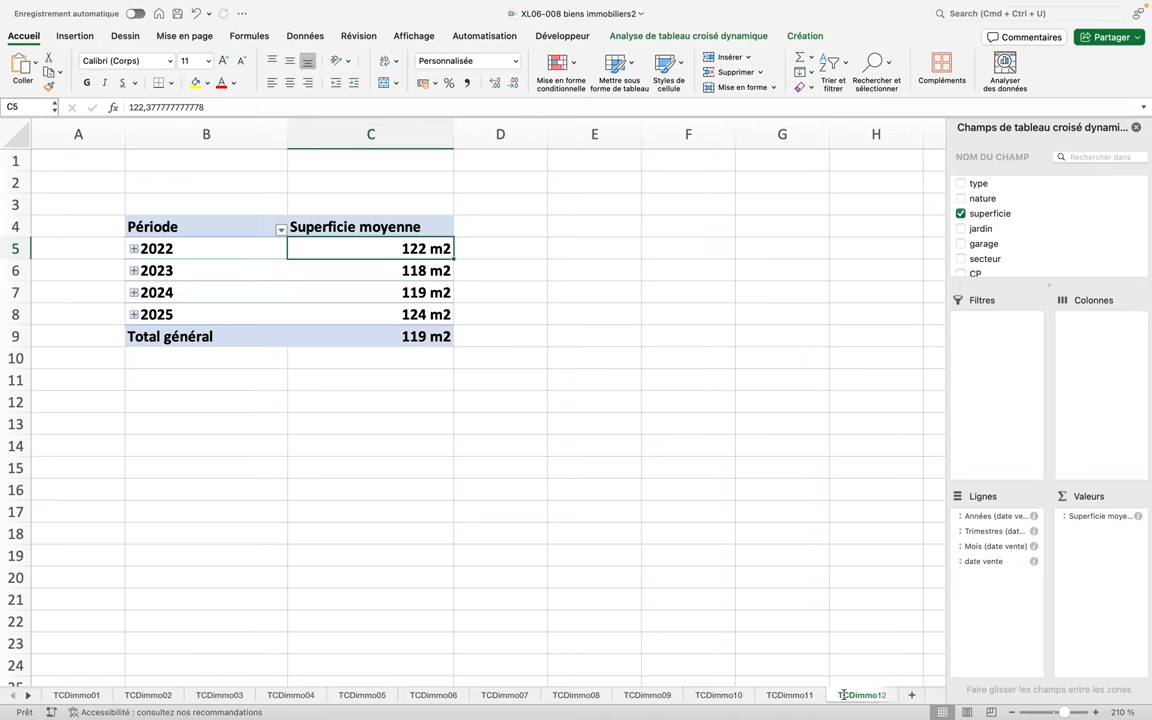 Enregistrement automatique
XL06-008 biens immobiliers2
Search (Cmd + Ctrl + U)
Accueil Insertion Dessin Mise en page Formules Données Révision Affichage Automatisation Développeur Analyse de tableau croisé dynamique Création
Commentaires
Partager
Coller
Calibri (Corps) 11
G I S
Personnalisée
Mise en forme conditionnelle
Mettre sous forme de tableau
Styles de cellule
Insérer
Supprimer
Mise en forme
Trier et filtrer
Rechercher et sélectionner
Compléments
Analyser des données
C5 fx 122,377777777778
A B C D E F G H
1
2
3
4 Période Superficie moyenne
5 2022 122 m2
6 2023 118 m2
7 2024 119 m2
8 2025 124 m2
9 Total général 119 m2
10
11
12
13
14
15
16
17
18
19
20
21
22
23
24
Champs de tableau croisé dynami...
NOM DU CHAMP
Rechercher dans
type
nature
superficie
jardin
garage
secteur
CP
Filtres
Colonnes
Lignes
Valeurs
Années (date ve...
Trimestres (dat...
Mois (date vente)
date vente
Superficie moye...
Faire glisser les champs entre les zones
TCDimmo01 TCDimmo02 TCDimmo03 TCDimmo04 TCDimmo05 TCDimmo06 TCDimmo07 TCDimmo08 TCDimmo09 TCDimmo10 TCDimmo11 TCDimmo12
Prêt
Accessibilité : consultez nos recommandations
210 %